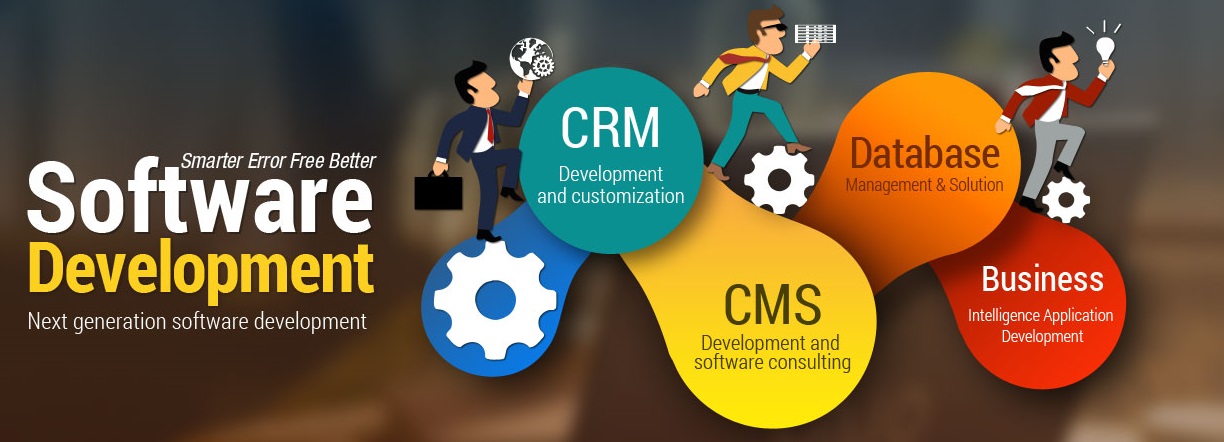 Smarter Error Free Better
Software
Development
Next generation software development
CRM
Development
and customization
CMS
Development and
software consulting
Database
Management & Solution
Business
Intelligence Application
Development